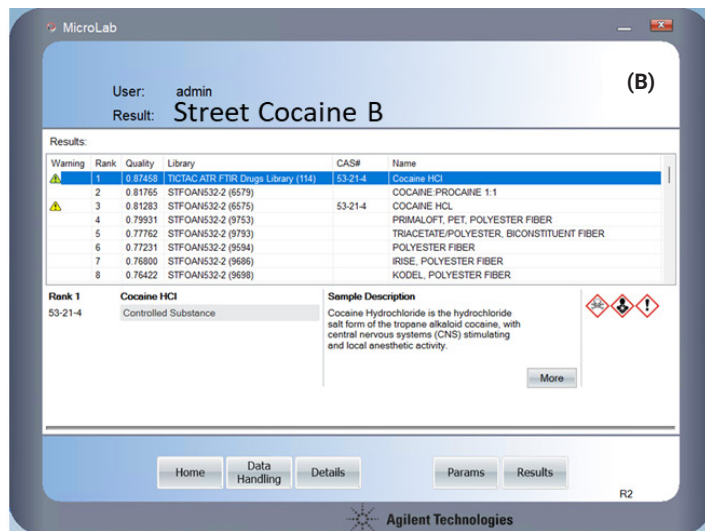 MicroLab
(B)
User: admin
Result: Street Cocaine B
Results:
Warning Rank Quality Library CAS# Name
1 0.87458 TICTAC ATR FTIR Drugs Library (114) 53-21-4 Cocaine HCl
2 0.81765 STFOAN532-2 (6579) COCAINE:PROCAINE 1:1
3 0.81283 STFOAN532-2 (6575) 53-21-4 COCAINE HCL
4 0.79931 STFOAN532-2 (9753) PRIMALOFT, PET, POLYESTER FIBER
5 0.77762 STFOAN532-2 (9793) TRIACETATE/POLYESTER, BICONSTITUENT FIBER
6 0.77231 STFOAN532-2 (9594) POLYESTER FIBER
7 0.76800 STFOAN532-2 (9686) IRISE, POLYESTER FIBER
8 0.76422 STFOAN532-2 (9698) KODEL, POLYESTER FIBER
Rank 1 Cocaine HCl Sample Description
53-21-4 Controlled Substance Cocaine Hydrochloride is the hydrochloride
salt form of the tropane alkaloid cocaine, with
central nervous systems (CNS) stimulating
and local anesthetic activity.
More
Home Data Handling Details Params Results
R2
Agilent Technologies